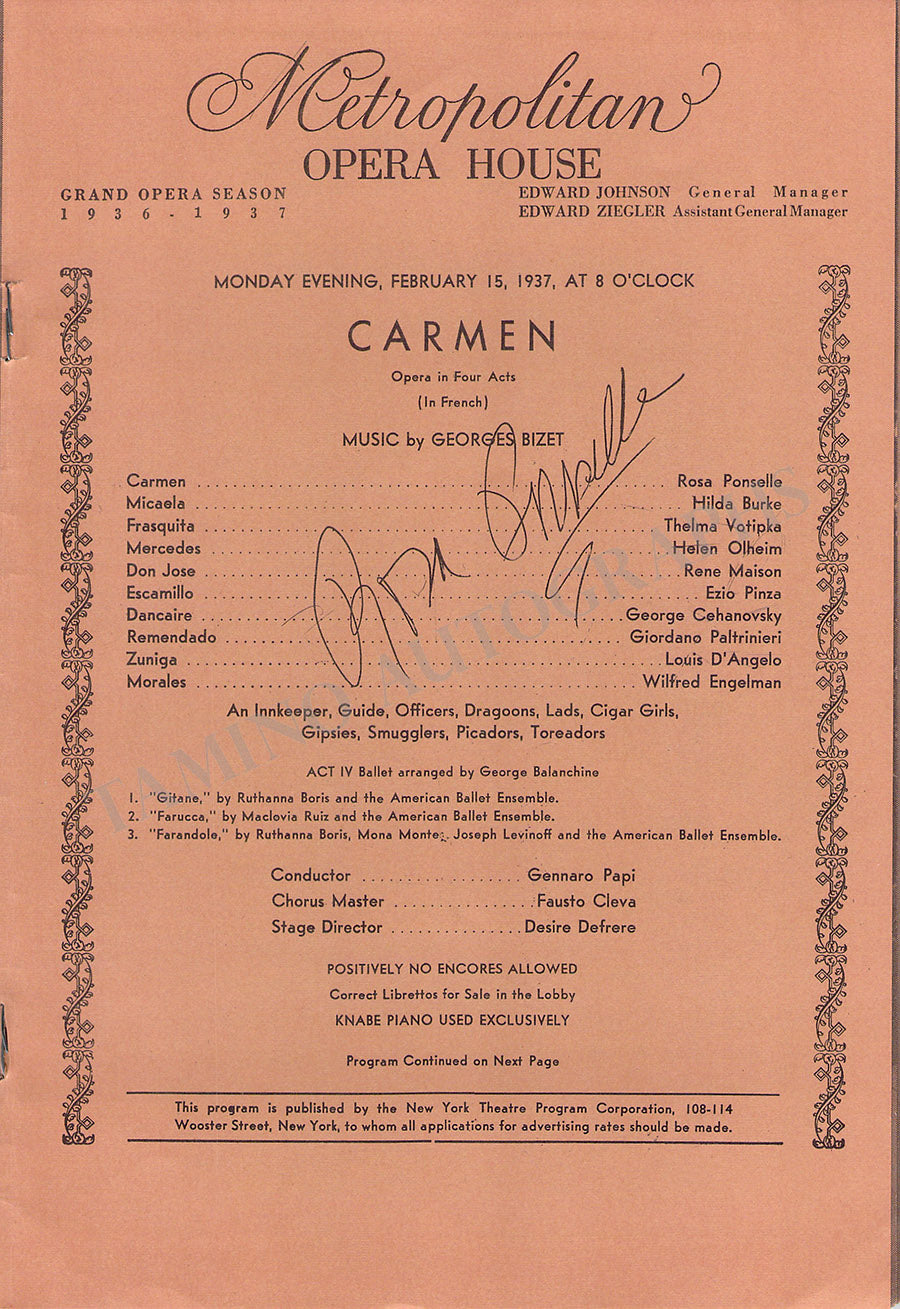 Metropolitan
OPERA HOUSE
GRAND OPERA SEASON
1936-1937
EDWARD JOHNSON General Manager
EDWARD ZIEGLER Assistant General Manager
MONDAY EVENING, FEBRUARY 15, 1937, AT 8 O'CLOCK
CARMEN
Opera in Four Acts
(In French)
MUSIC by GEORGES BIZET
Rosa Ponselle
Carmen ........ Rosa Ponselle
Micaela ........ Hilda Burke
Frasquita ........ Thelma Votipka
Mercedes ........ Helen Olheim
Don Jose ........ Rene Maison
Escamillo ........ Ezio Pinza
Dancaire ........ George Cehanovsky
Remendado ........ Giordano Paltrinieri
Zuniga ........ Louis D'Angelo
Morales ........ Wilfred Engelman
TAMINO AUTOGRAPHS
An Innkeeper, Guide, Officers, Dragoons, Lads, Cigar Girls,
Gipsies, Smugglers, Picadors, Toreadors
ACT IV Ballet arranged by George Balanchine
1. "Gitane," by Ruthanna Boris and the American Ballet Ensemble.
2. "Farucca," by Maclovia Ruiz and the American Ballet Ensemble.
3. "Farandole," by Ruthanna Boris, Mona Montes, Joseph Levinoff and the American Ballet Ensemble.
Conductor ........ Gennaro Papi
Chorus Master ........ Fausto Cleva
Stage Director ........ Desire Defrere
POSITIVELY NO ENCORES ALLOWED
Correct Librettos for Sale in the Lobby
KNABE PIANO USED EXCLUSIVELY
Program Continued on Next Page
This program is published by the New York Theatre Program Corporation, 108-114
Wooster Street, New York, to whom all applications for advertising rates should be made.